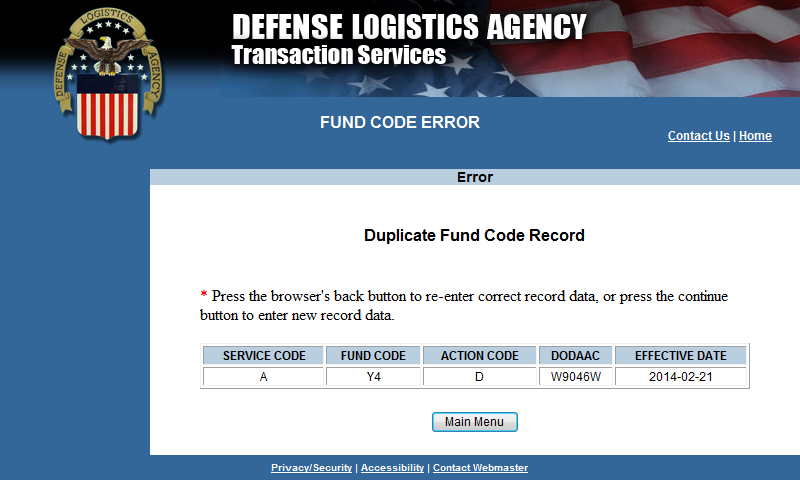 DEFENSE LOGISTICS AGENCY
DEFENSE LOGISTICS AGENCY
Transaction Services
FUND CODE ERROR
Contact Us | Home
Error
Duplicate Fund Code Record
* Press the browser's back button to re-enter correct record data, or press the continue
button to enter new record data.
SERVICE CODE FUND CODE ACTION CODE DODAAC EFFECTIVE DATE
A Y4 D W9046W 2014-02-21
Main Menu
Privacy/Security | Accessibility | Contact Webmaster